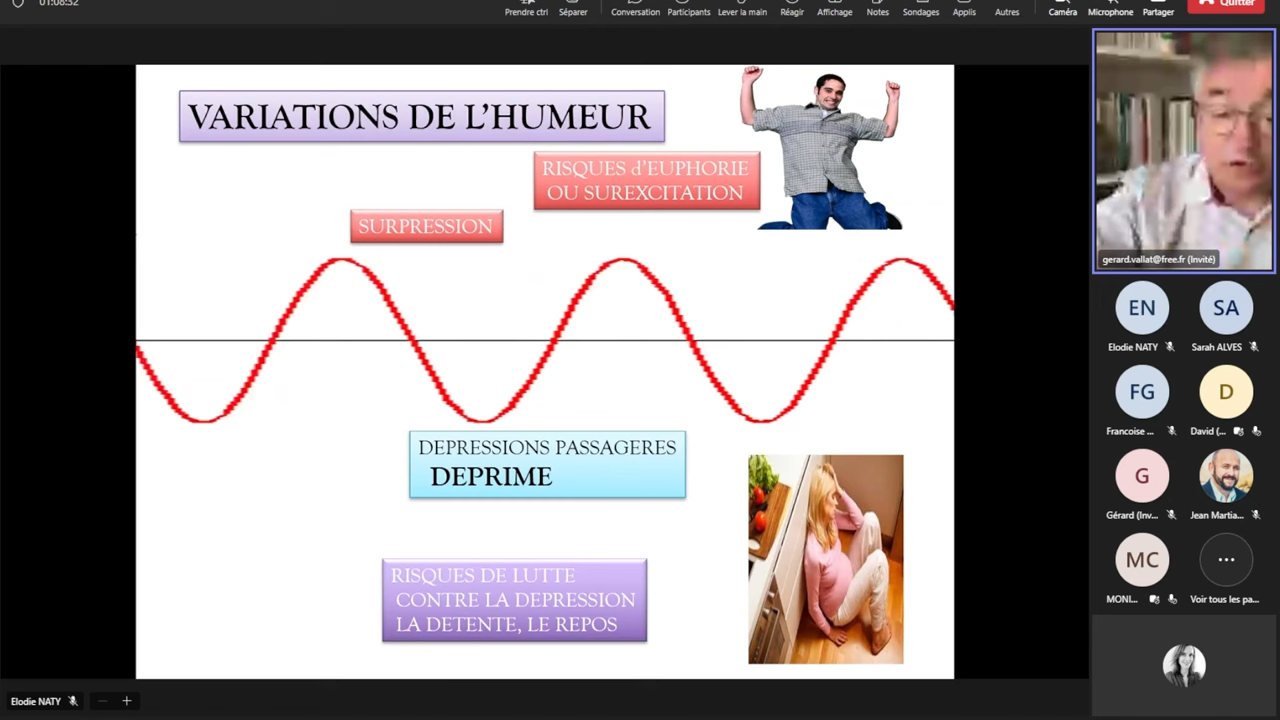 01:08:32
Prendre ctrl
Séparer
Conversation
Participants
Lever la main
Réagir
Affichage
Notes
Sondages
Applis
Autres
Caméra
Microphone
Partager
Quitter
VARIATIONS DE L'HUMEUR
RISQUES d'EUPHORIE
OU SUREXCITATION
SURPRESSION
DEPRESSIONS PASSAGERES
DEPRIME
RISQUES DE LUTTE
CONTRE LA DEPRESSION
LA DETENTE, LE REPOS
gerard.vallat@free.fr (Invité)
EN
SA
Elodie NATY
Sarah ALVES
FG
D
Francoise ...
David (...
G
Gérard (Inv...
Jean Martia...
MC
MONI...
Voir tous les pa...
Elodie NATY